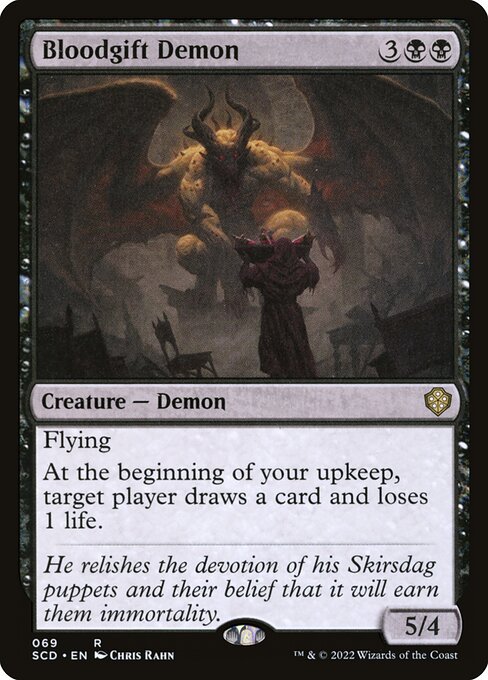 Bloodgift Demon 3
Creature — Demon
Flying
At the beginning of your upkeep,
target player draws a card and loses
1 life.
He relishes the devotion of his Skirsdag
puppets and their belief that it will earn
them immortality.
5/4
069 R
SCD • EN Chris Rahn ™ & © 2022 Wizards of the Coast